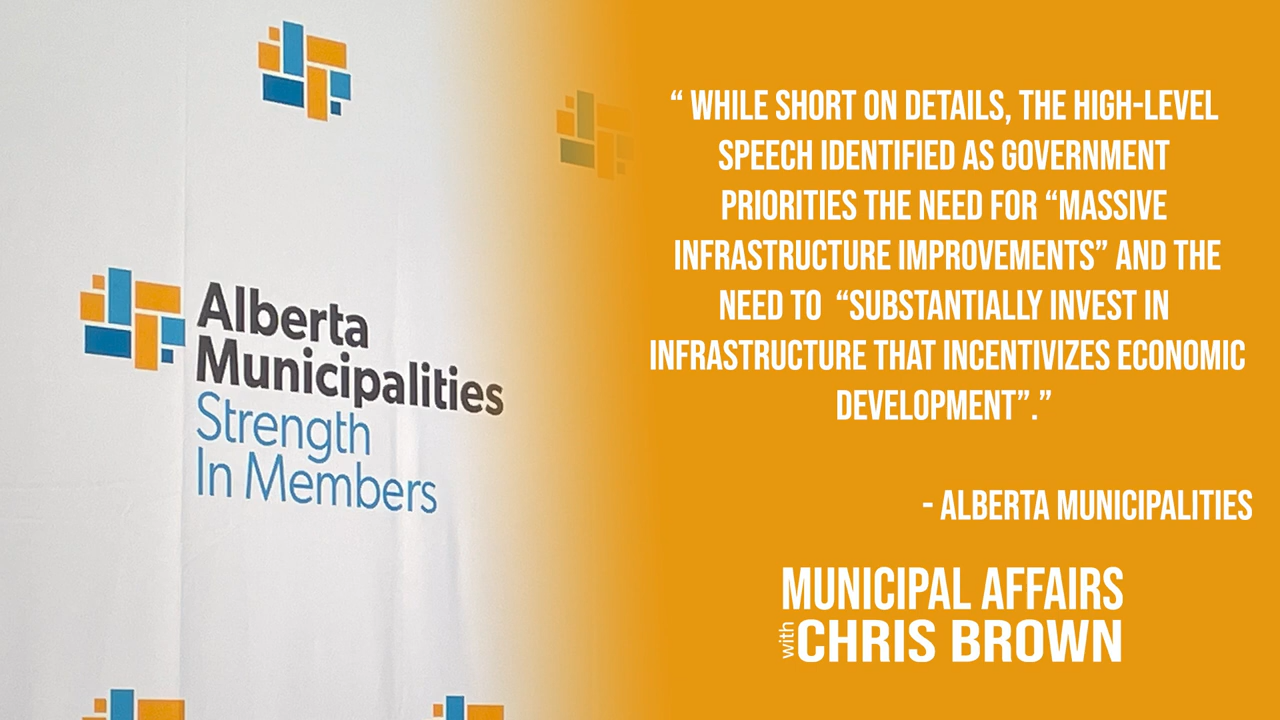 Alberta
Municipalities
Strength
In Members
“ WHILE SHORT ON DETAILS, THE HIGH-LEVEL
SPEECH IDENTIFIED AS GOVERNMENT
PRIORITIES THE NEED FOR “MASSIVE
INFRASTRUCTURE IMPROVEMENTS” AND THE
NEED TO  “SUBSTANTIALLY INVEST IN
INFRASTRUCTURE THAT INCENTIVIZES ECONOMIC
DEVELOPMENT”.”
- ALBERTA MUNICIPALITIES
MUNICIPAL AFFAIRS
with CHRIS BROWN